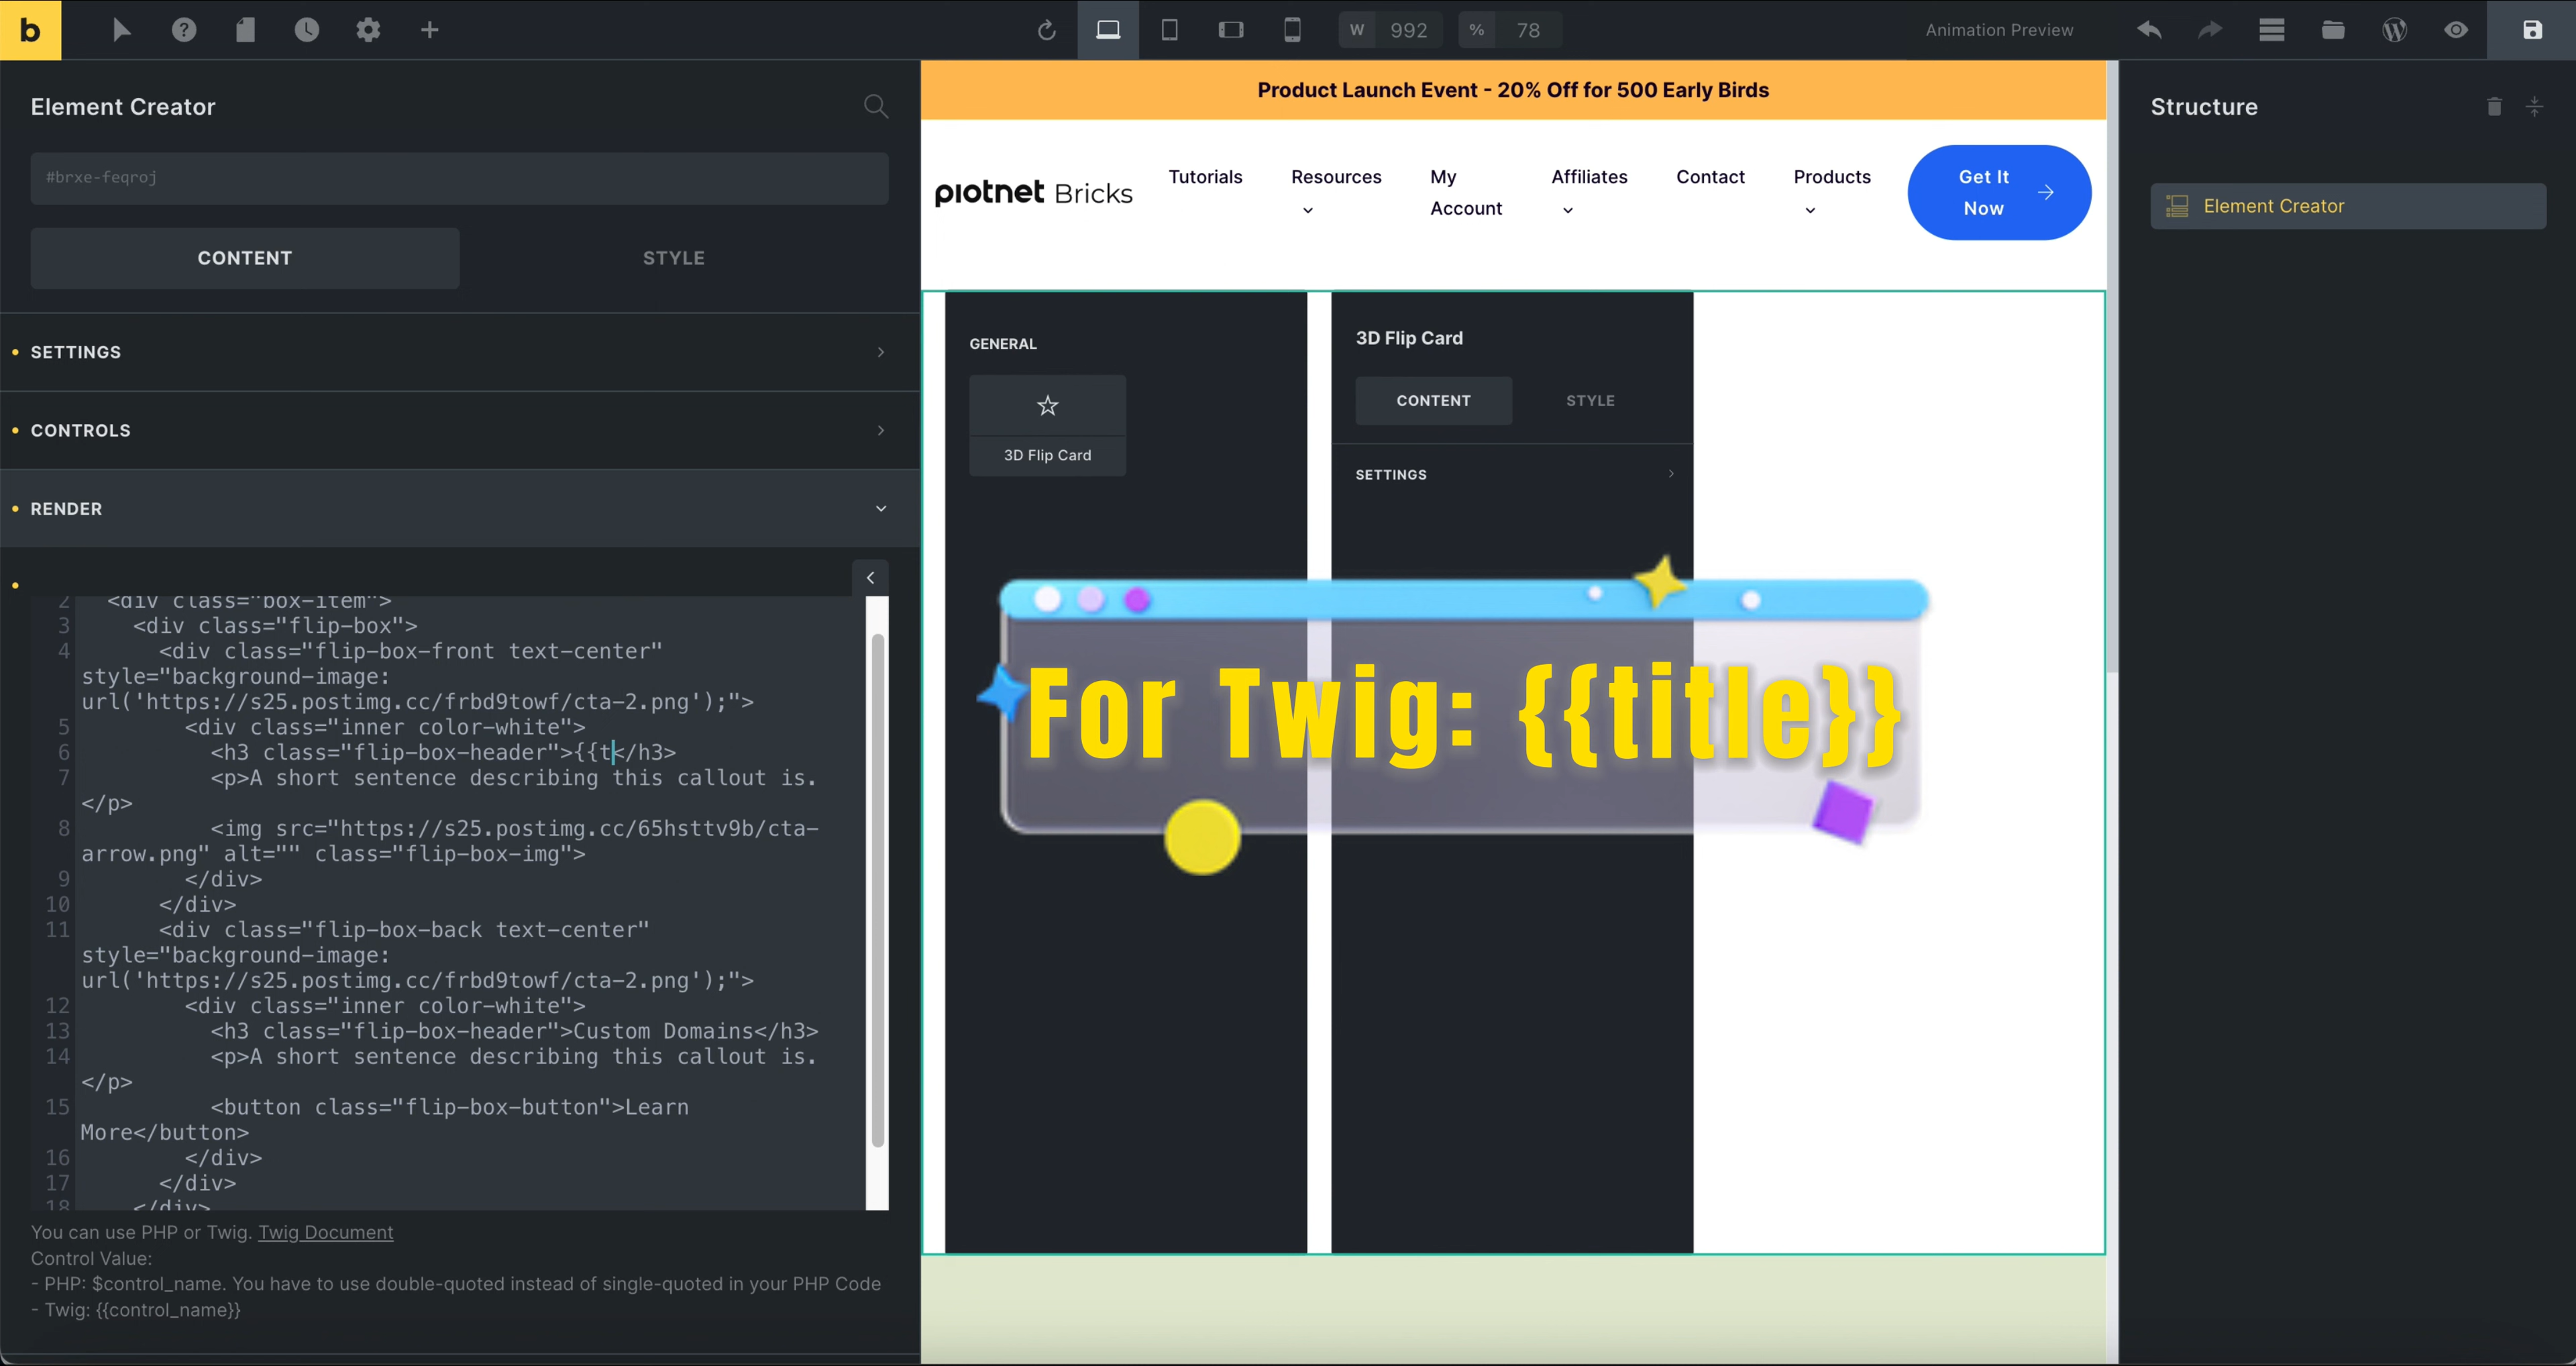 b
W 992
% 78
Animation Preview
Element Creator
#brxe-feqroj
CONTENT
STYLE
SETTINGS
CONTROLS
RENDER
2 <div class="box-item">
3 <div class="flip-box">
4 <div class="flip-box-front text-center"
style="background-image:
url('https://s25.postimg.cc/frbd9towf/cta-2.png');">
5 <div class="inner color-white">
6 <h3 class="flip-box-header">{{t</h3>
7 <p>A short sentence describing this callout is.
</p>
8 <img src="https://s25.postimg.cc/65hsttv9b/cta-
arrow.png" alt="" class="flip-box-img">
9 </div>
10 </div>
11 <div class="flip-box-back text-center"
style="background-image:
url('https://s25.postimg.cc/frbd9towf/cta-2.png');">
12 <div class="inner color-white">
13 <h3 class="flip-box-header">Custom Domains</h3>
14 <p>A short sentence describing this callout is.
</p>
15 <button class="flip-box-button">Learn
More</button>
16 </div>
17 </div>
18 </div>
You can use PHP or Twig. Twig Document
Control Value:
- PHP: $control_name. You have to use double-quoted instead of single-quoted in your PHP Code
- Twig: {{control_name}}
Product Launch Event - 20% Off for 500 Early Birds
piotnet Bricks
Tutorials
Resources
My
Account
Affiliates
Contact
Products
Get It
Now
GENERAL
3D Flip Card
3D Flip Card
CONTENT
STYLE
SETTINGS
For Twig: {{title}}
Structure
Element Creator